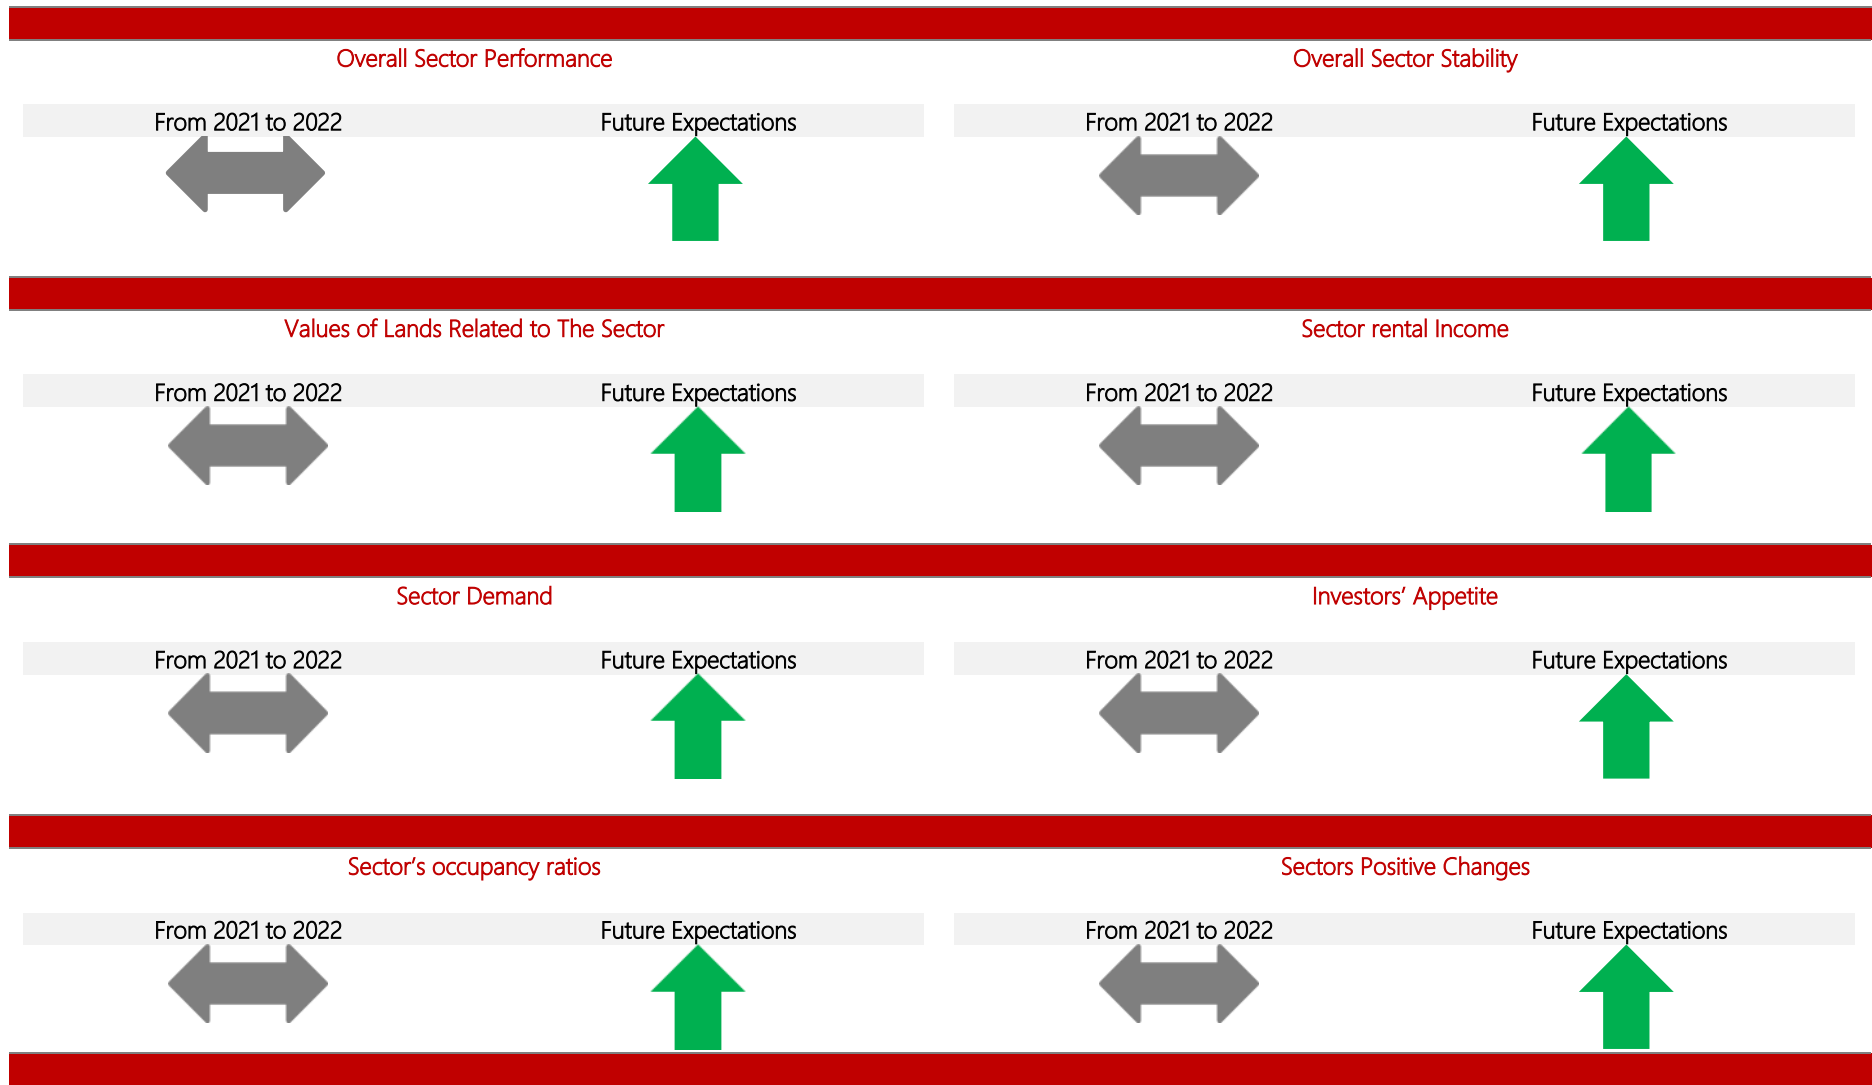 Overall Sector Performance
Overall Sector Stability
From 2021 to 2022
Future Expectations
From 2021 to 2022
Future Expectations
Values of Lands Related to The Sector
Sector rental Income
From 2021 to 2022
Future Expectations
From 2021 to 2022
Future Expectations
Sector Demand
Investors’ Appetite
From 2021 to 2022
Future Expectations
From 2021 to 2022
Future Expectations
Sector’s occupancy ratios
Sectors Positive Changes
From 2021 to 2022
Future Expectations
From 2021 to 2022
Future Expectations